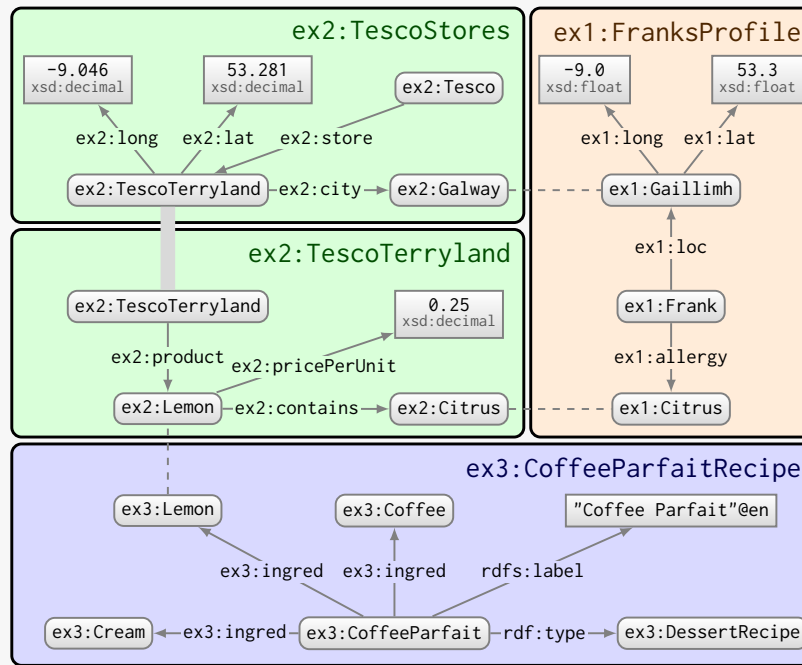 ex2:TescoStores
-9.046
xsd:decimal
53.281
xsd:decimal
ex2:Tesco
ex2:long
ex2:lat
ex2:store
ex2:TescoTerryland
ex2:city
ex2:Galway
ex1:FranksProfile
-9.0
xsd:float
53.3
xsd:float
ex1:long
ex1:lat
ex1:Gaillimh
ex1:loc
ex1:Frank
ex1:allergy
ex1:Citrus
ex2:TescoTerryland
ex2:TescoTerryland
0.25
xsd:decimal
ex2:product
ex2:pricePerUnit
ex2:Lemon
ex2:contains
ex2:Citrus
ex3:CoffeeParfaitRecipe
ex3:Lemon
ex3:Coffee
"Coffee Parfait"@en
ex3:ingred
ex3:ingred
rdfs:label
ex3:Cream
ex3:ingred
ex3:CoffeeParfait
rdf:type
ex3:DessertRecipe